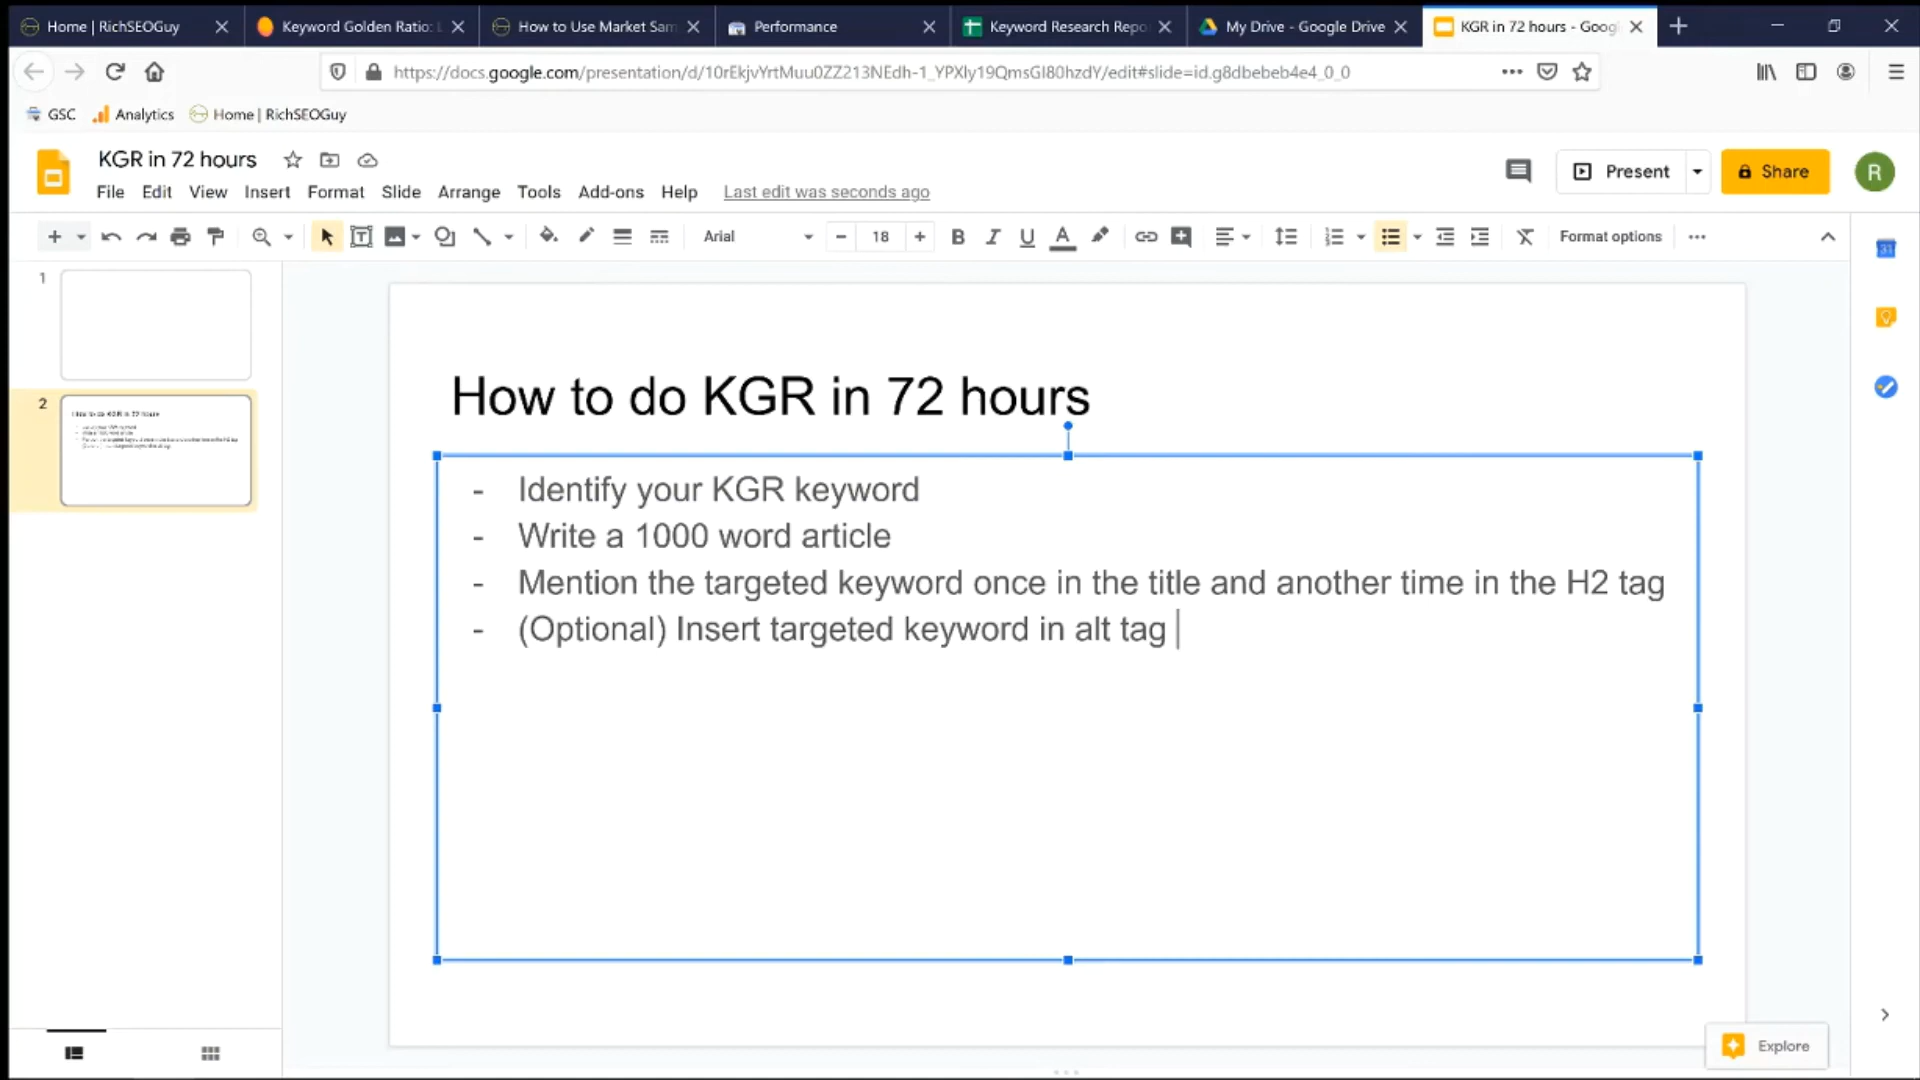 Home | RichSEOGuy
Keyword Golden Ratio:
How to Use Market Sam
Performance
Keyword Research Repo
My Drive - Google Drive
KGR in 72 hours - Goog
https://docs.google.com/presentation/d/10rEkjvYrtMuu0ZZ213NEdh-1_YPXly19QmsGI80hzdY/edit#slide=id.g8dbebeb4e4_0_0
GSC
Analytics
Home | RichSEOGuy
KGR in 72 hours
Present
Share
R
File Edit View Insert Format Slide Arrange Tools Add-ons Help Last edit was seconds ago
Arial
18
Format options
1
2
How to do KGR in 72 hours
- Identify your KGR keyword
- Write a 1000 word article
- Mention the targeted keyword once in the title and another time in the H2 tag
- (Optional) Insert targeted keyword in alt tag
Explore